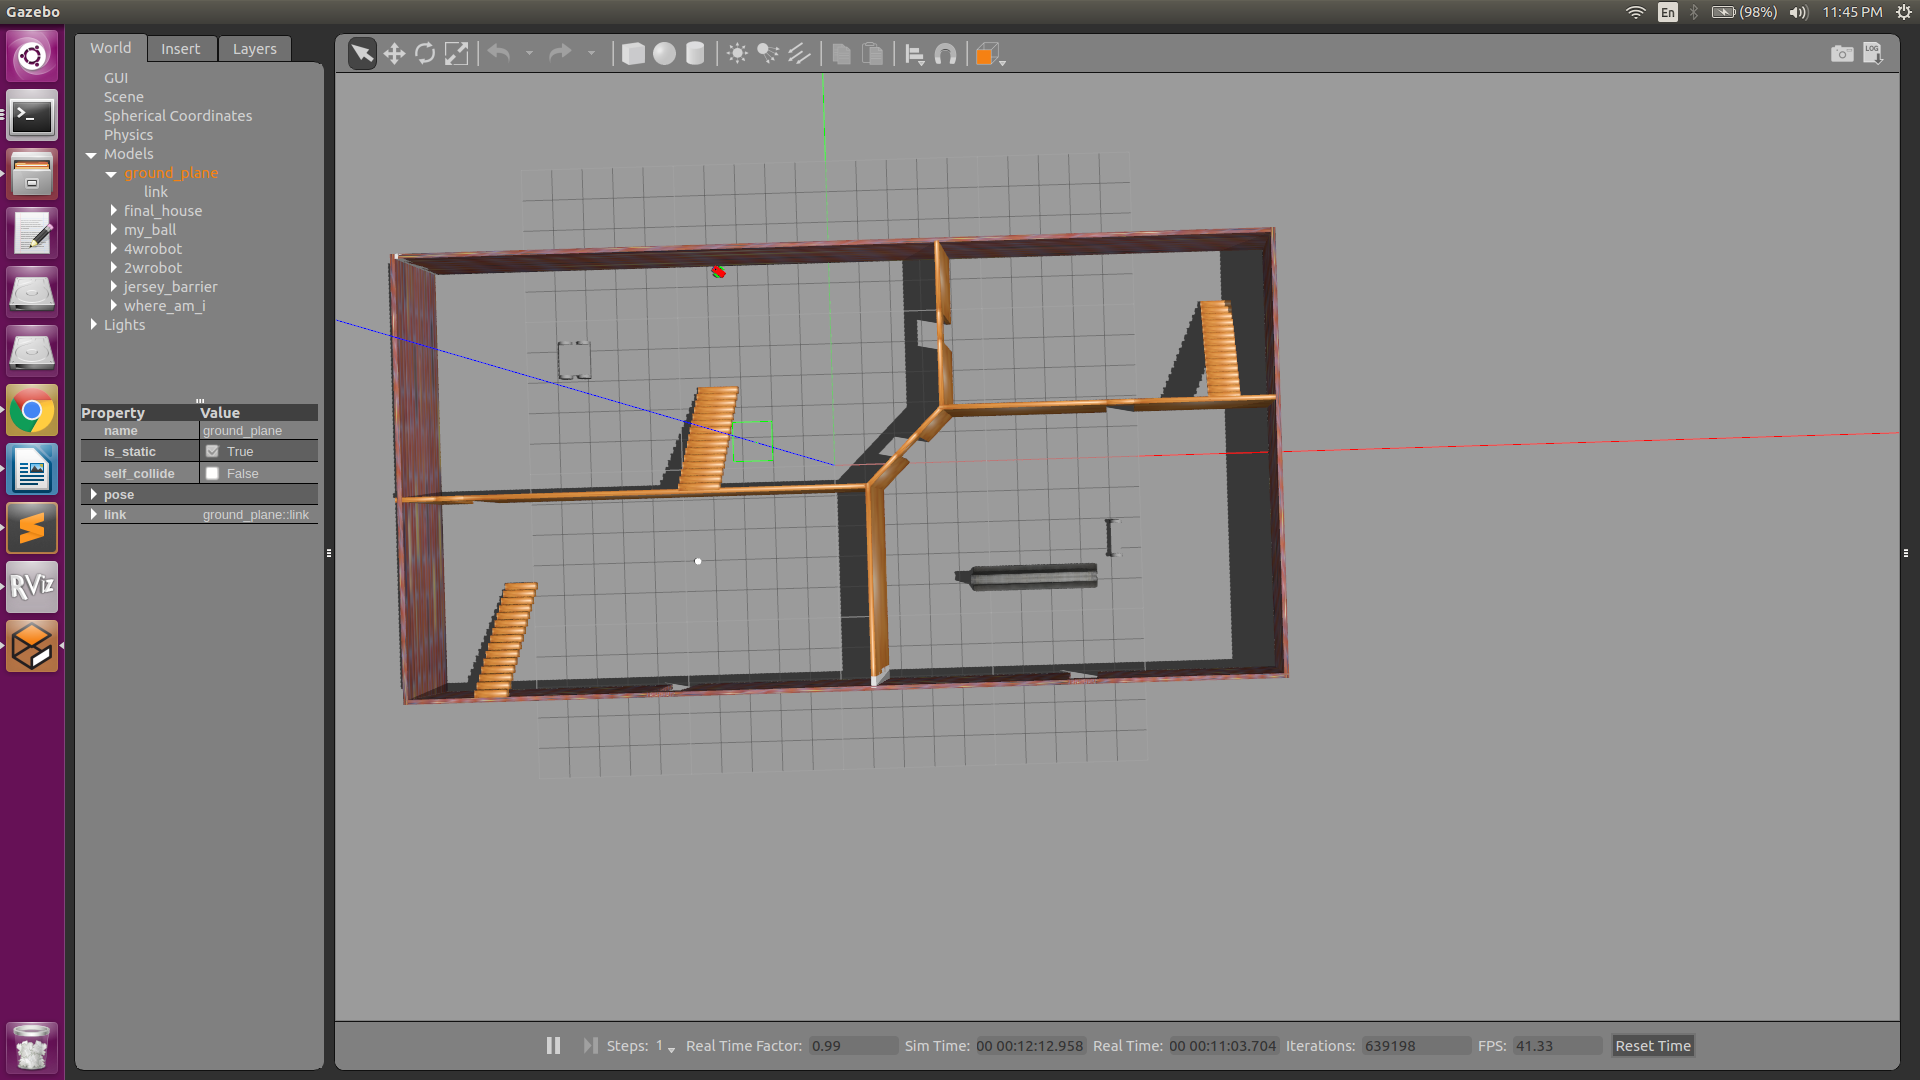 Gazebo
En
(98%)
11:45 PM
World
Insert
Layers
GUI
Scene
Spherical Coordinates
Physics
Models
ground_plane
link
final_house
my_ball
4wrobot
2wrobot
jersey_barrier
where_am_i
Lights
Property Value
name ground_plane
is_static True
self_collide False
pose
link ground_plane::link
LOG
RViz
Steps: 1 Real Time Factor: 0.99 Sim Time: 00 00:12:12.958 Real Time: 00 00:11:03.704 Iterations: 639198 FPS: 41.33 Reset Time